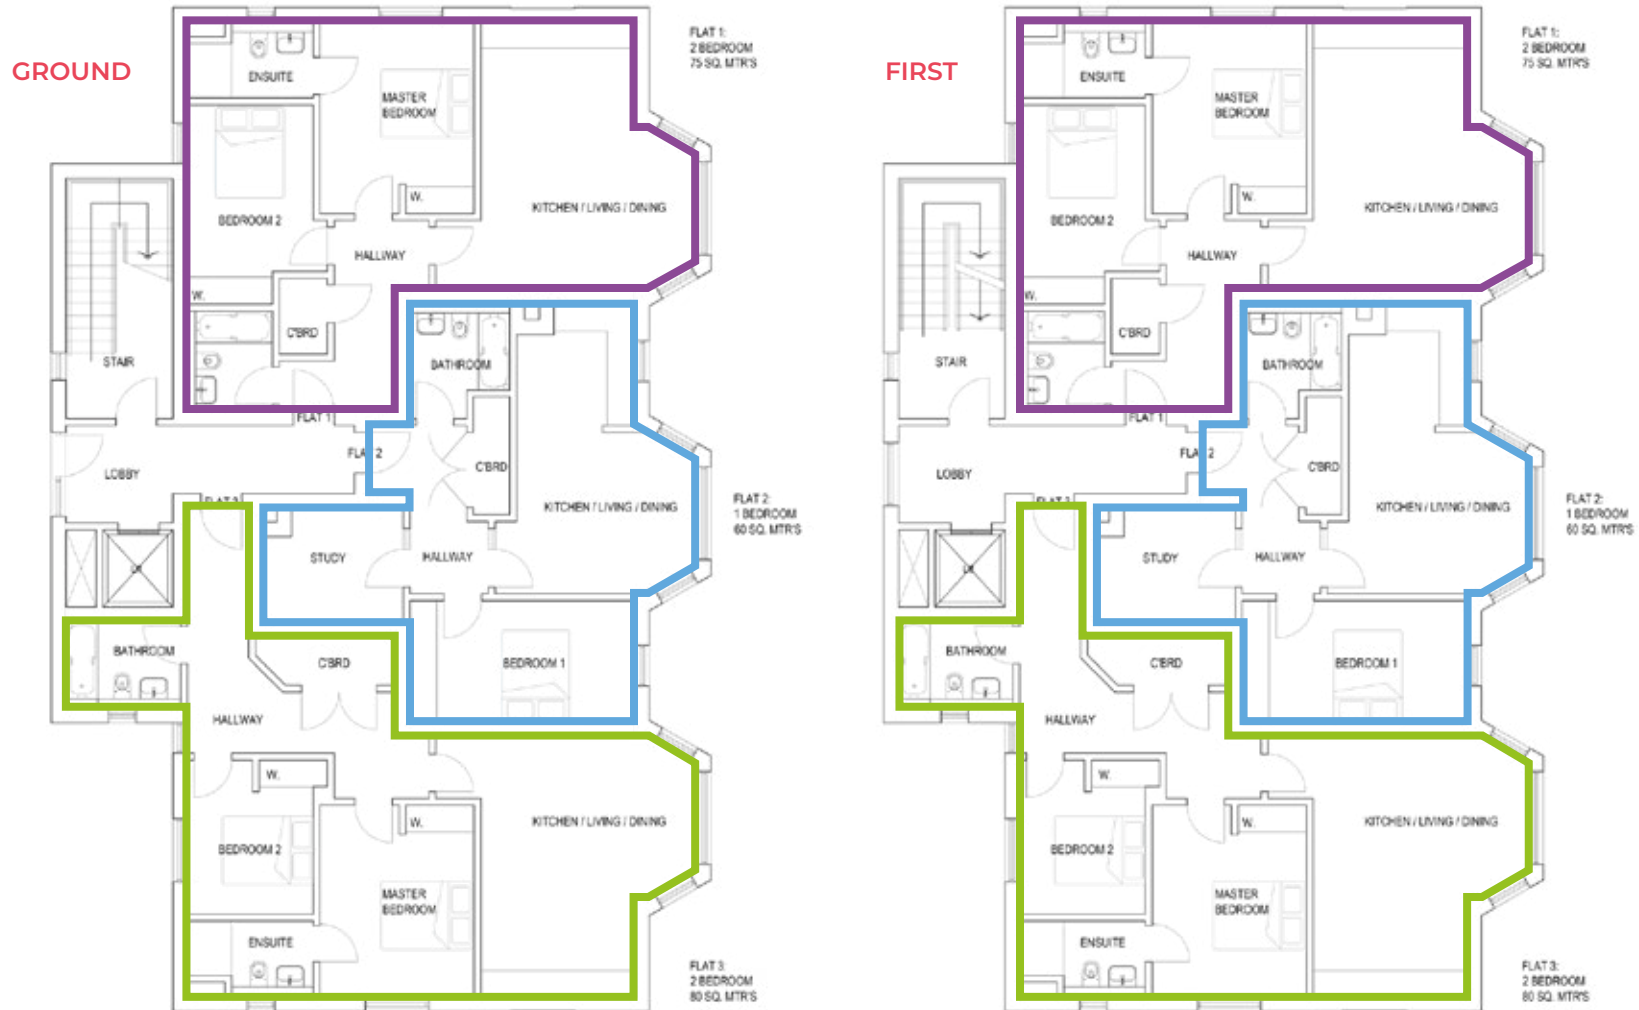 GROUND
FLAT 1:
2 BEDROOM
75 SQ. MTR'S
ENSUITE
MASTER
BEDROOM
W.
BEDROOM 2
KITCHEN / LIVING / DINING
HALLWAY
W.
C'BRD
STAIR
BATHROOM
FLAT 1
FLAT 2
LOBBY
C'BRD
FLAT 3
KITCHEN / LIVING / DINING
FLAT 2:
1 BEDROOM
60 SQ. MTR'S
STUDY
HALLWAY
BATHROOM
C'BRD
BEDROOM 1
HALLWAY
W.
W.
KITCHEN / LIVING / DINING
BEDROOM 2
MASTER
BEDROOM
ENSUITE
FLAT 3:
2 BEDROOM
80 SQ. MTR'S
FIRST
FLAT 1:
2 BEDROOM
75 SQ. MTR'S
ENSUITE
MASTER
BEDROOM
W.
BEDROOM 2
KITCHEN / LIVING / DINING
HALLWAY
W.
C'BRD
STAIR
BATHROOM
FLAT 1
FLAT 2
LOBBY
C'BRD
FLAT 3
KITCHEN / LIVING / DINING
FLAT 2:
1 BEDROOM
60 SQ. MTR'S
STUDY
HALLWAY
BATHROOM
C'BRD
BEDROOM 1
HALLWAY
W.
W.
KITCHEN / LIVING / DINING
BEDROOM 2
MASTER
BEDROOM
ENSUITE
FLAT 3:
2 BEDROOM
80 SQ. MTR'S